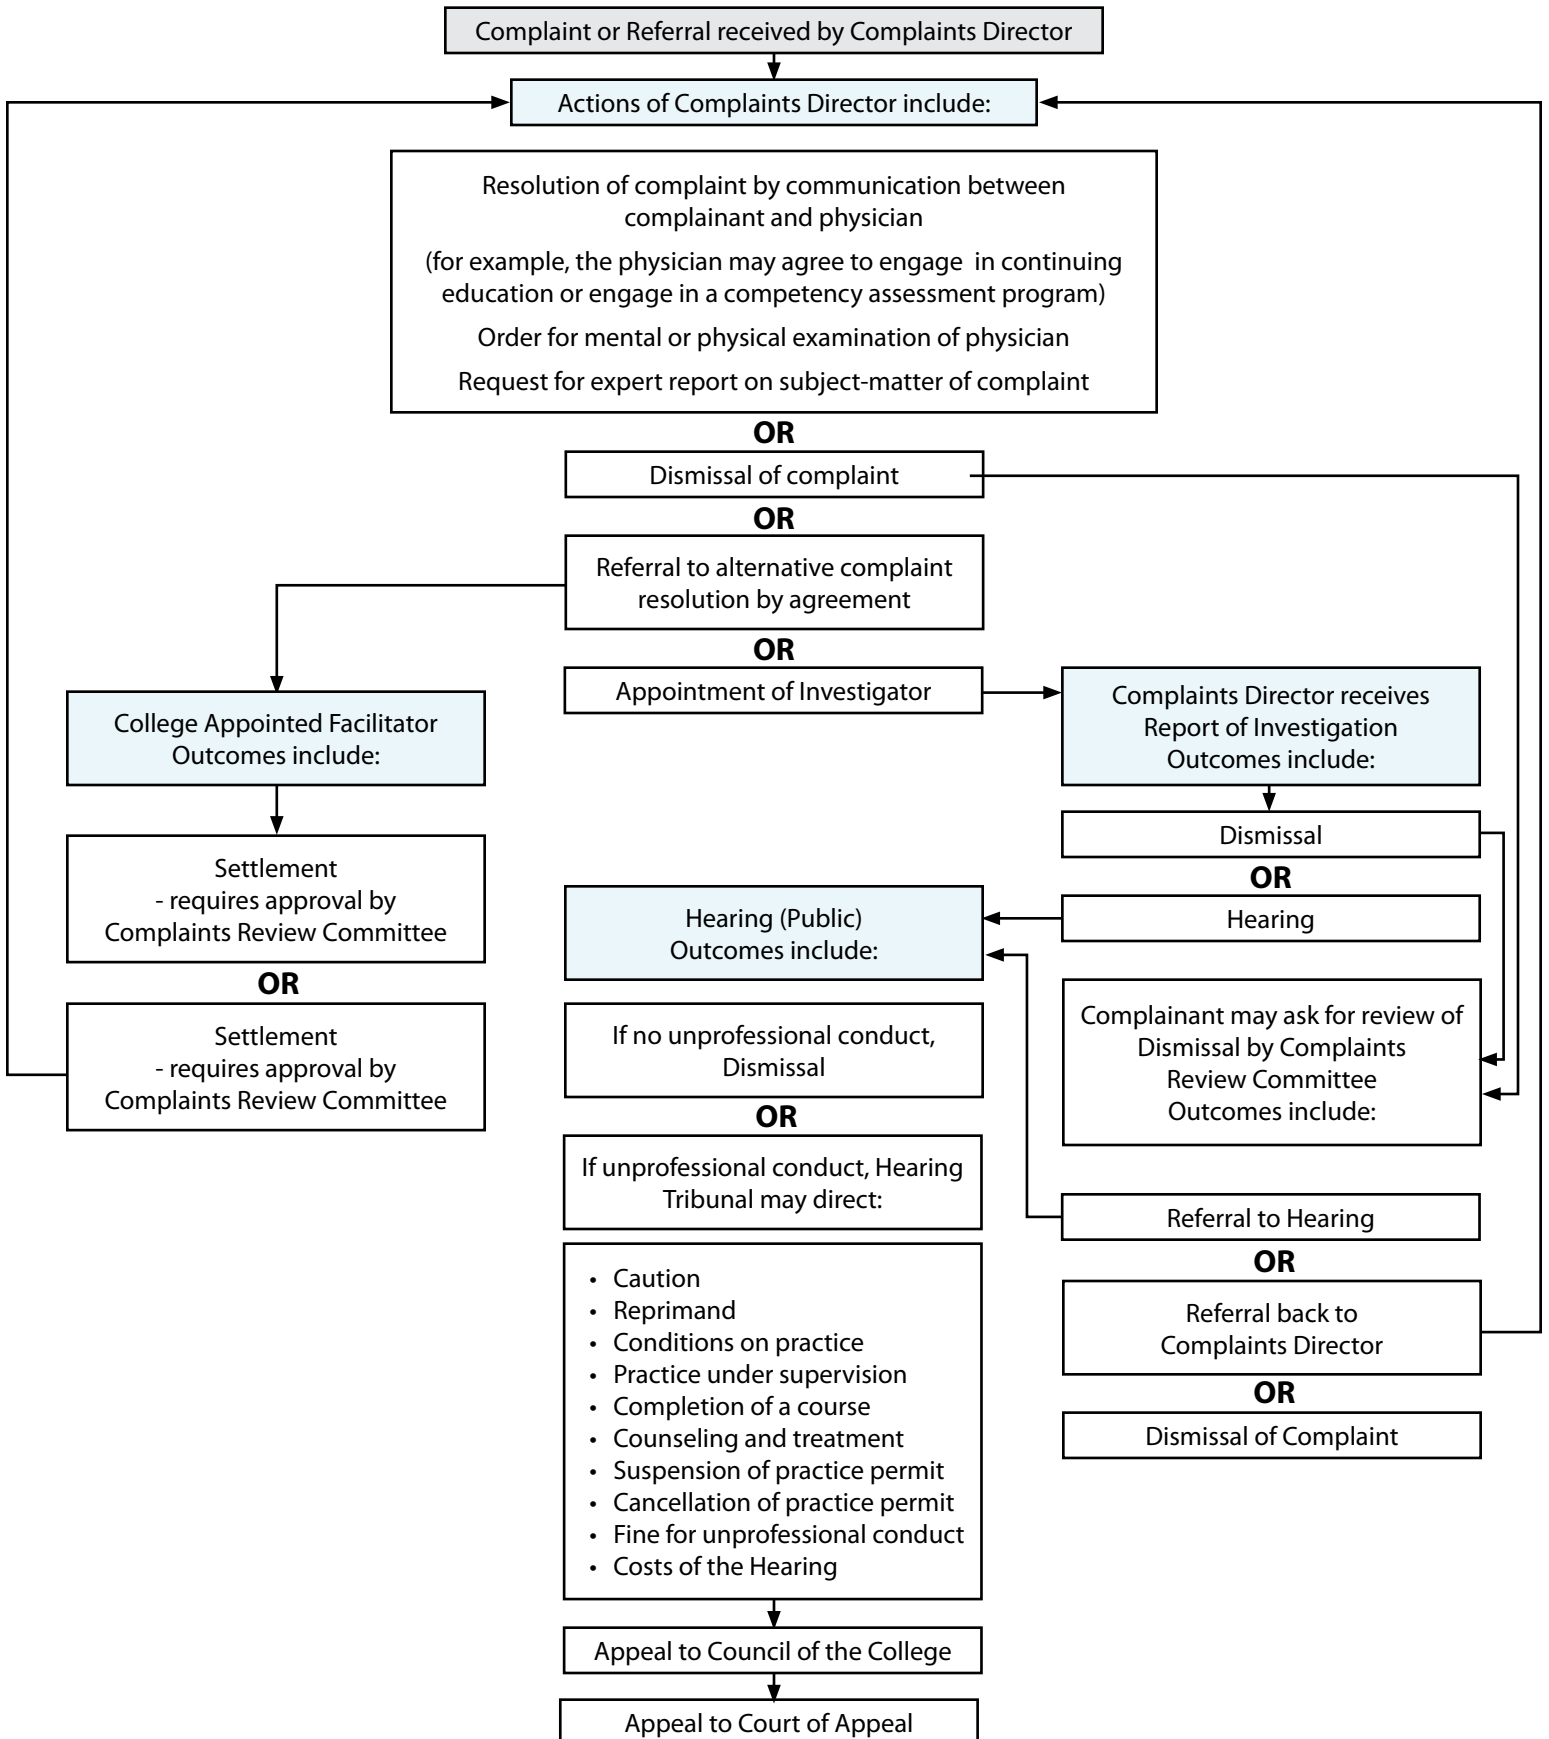 Complaint or Referral received by Complaints Director
Actions of Complaints Director include:
Resolution of complaint by communication between
complainant and physician
(for example, the physician may agree to engage in continuing
education or engage in a competency assessment program)
Order for mental or physical examination of physician
Request for expert report on subject-matter of complaint
OR
Dismissal of complaint
OR
Referral to alternative complaint
resolution by agreement
OR
Appointment of Investigator
College Appointed Facilitator
Outcomes include:
Settlement
- requires approval by
Complaints Review Committee
OR
Settlement
- requires approval by
Complaints Review Committee
Complaints Director receives
Report of Investigation
Outcomes include:
Dismissal
OR
Hearing
Complainant may ask for review of
Dismissal by Complaints
Review Committee
Outcomes include:
Referral to Hearing
OR
Referral back to
Complaints Director
OR
Dismissal of Complaint
Hearing (Public)
Outcomes include:
If no unprofessional conduct,
Dismissal
OR
If unprofessional conduct, Hearing
Tribunal may direct:
• Caution
• Reprimand
• Conditions on practice
• Practice under supervision
• Completion of a course
• Counseling and treatment
• Suspension of practice permit
• Cancellation of practice permit
• Fine for unprofessional conduct
• Costs of the Hearing
Appeal to Council of the College
Appeal to Court of Appeal